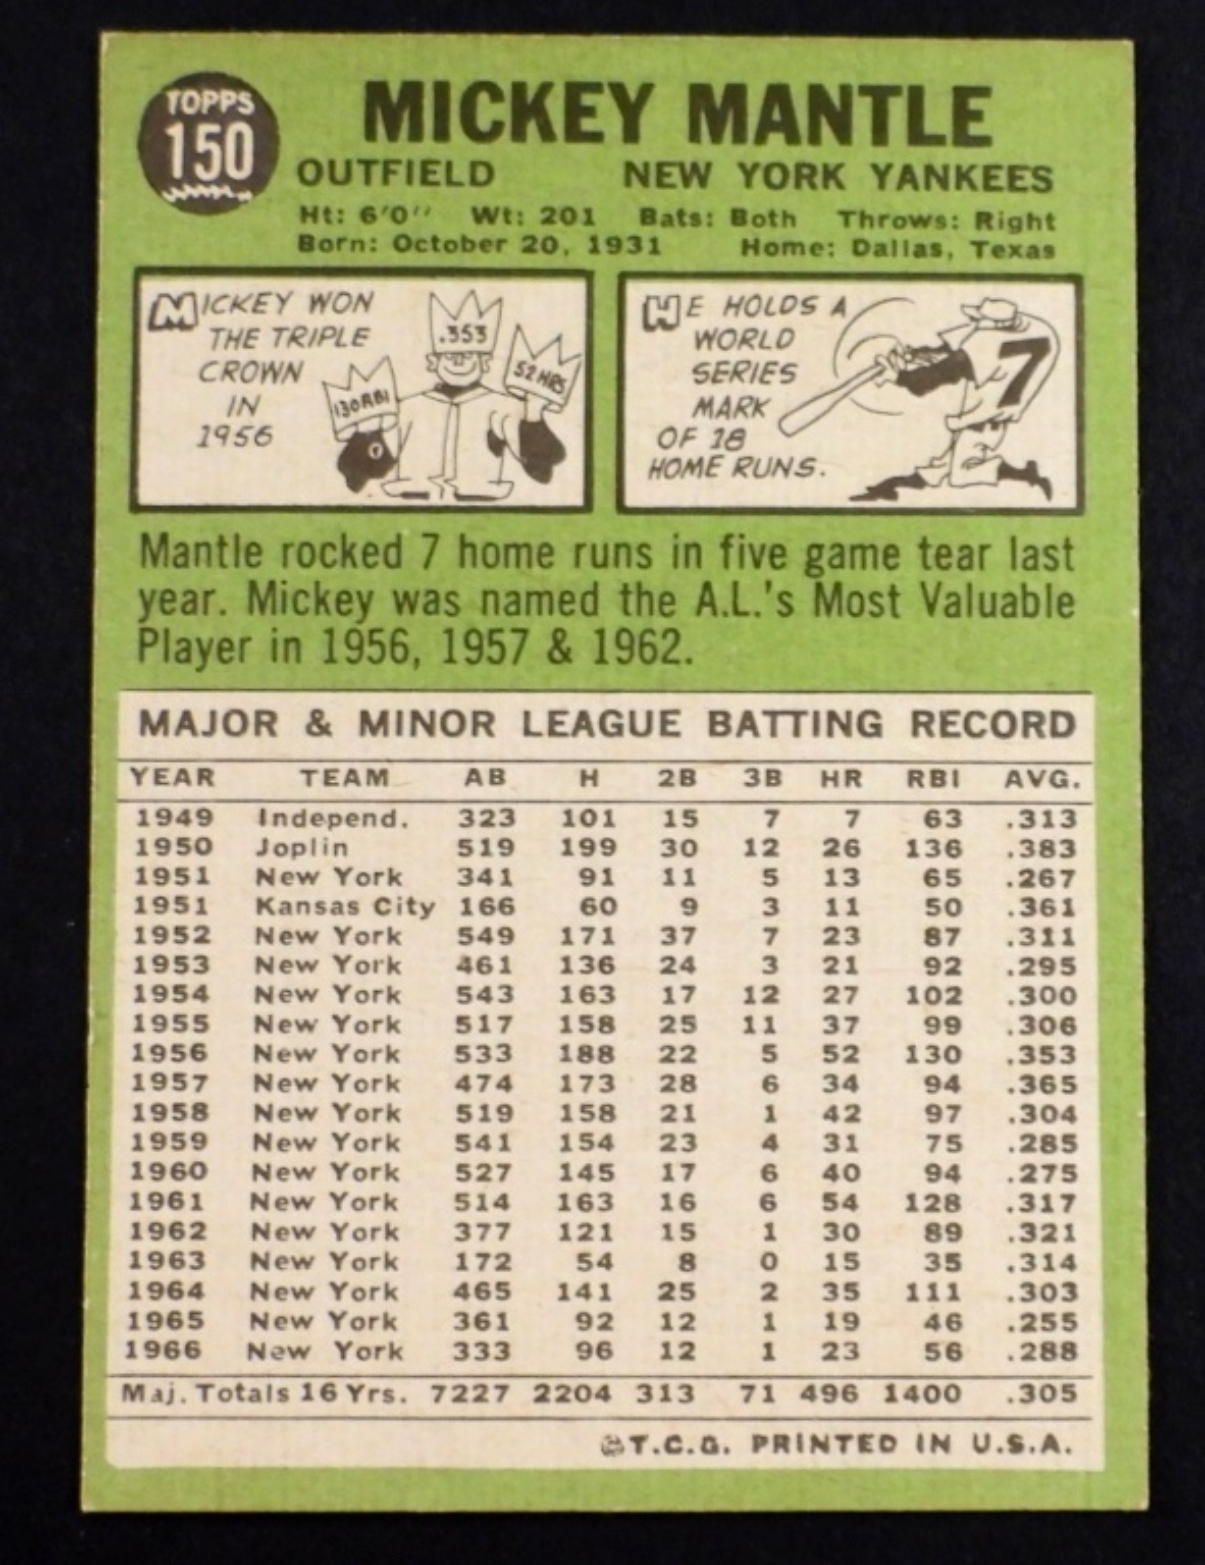 TOPPS
150
MICKEY MANTLE
OUTFIELD NEW YORK YANKEES
Ht: 6'0'' Wt: 201 Bats: Both Throws: Right
Born: October 20, 1931 Home: Dallas, Texas
MICKEY WON
THE TRIPLE
CROWN
IN
1956
.353
130 RBI
52 HRS
HE HOLDS A
WORLD
SERIES
MARK
OF 18
HOME RUNS.
7
Mantle rocked 7 home runs in five game tear last
year. Mickey was named the A.L.'s Most Valuable
Player in 1956, 1957 & 1962.
MAJOR & MINOR LEAGUE BATTING RECORD
YEAR TEAM AB H 2B 3B HR RBI AVG.
1949 Independ. 323 101 15 7 7 63 .313
1950 Joplin 519 199 30 12 26 136 .383
1951 New York 341 91 11 5 13 65 .267
1951 Kansas City 166 60 9 3 11 50 .361
1952 New York 549 171 37 7 23 87 .311
1953 New York 461 136 24 3 21 92 .295
1954 New York 543 163 17 12 27 102 .300
1955 New York 517 158 25 11 37 99 .306
1956 New York 533 188 22 5 52 130 .353
1957 New York 474 173 28 6 34 94 .365
1958 New York 519 158 21 1 42 97 .304
1959 New York 541 154 23 4 31 75 .285
1960 New York 527 145 17 6 40 94 .275
1961 New York 514 163 16 6 54 128 .317
1962 New York 377 121 15 1 30 89 .321
1963 New York 172 54 8 0 15 35 .314
1964 New York 465 141 25 2 35 111 .303
1965 New York 361 92 12 1 19 46 .255
1966 New York 333 96 12 1 23 56 .288
Maj. Totals 16 Yrs. 7227 2204 313 71 496 1400 .305
©T.C.G. PRINTED IN U.S.A.